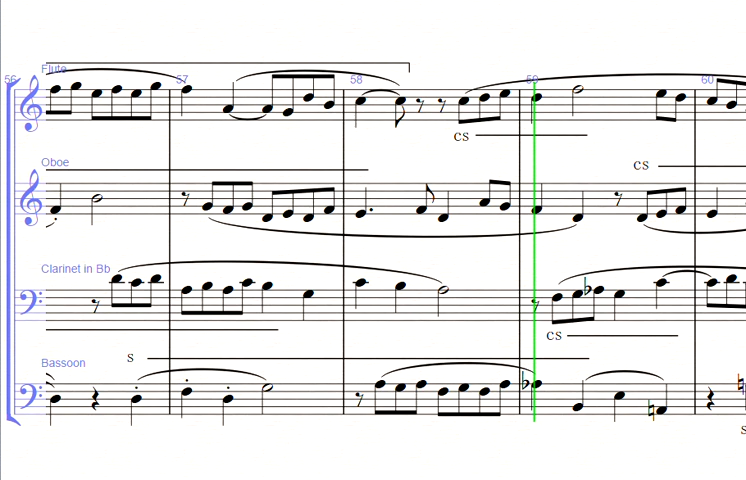 Flute
56 57 58 59 60
cs
Oboe
cs
Clarinet in Bb
cs
s
Bassoon
s